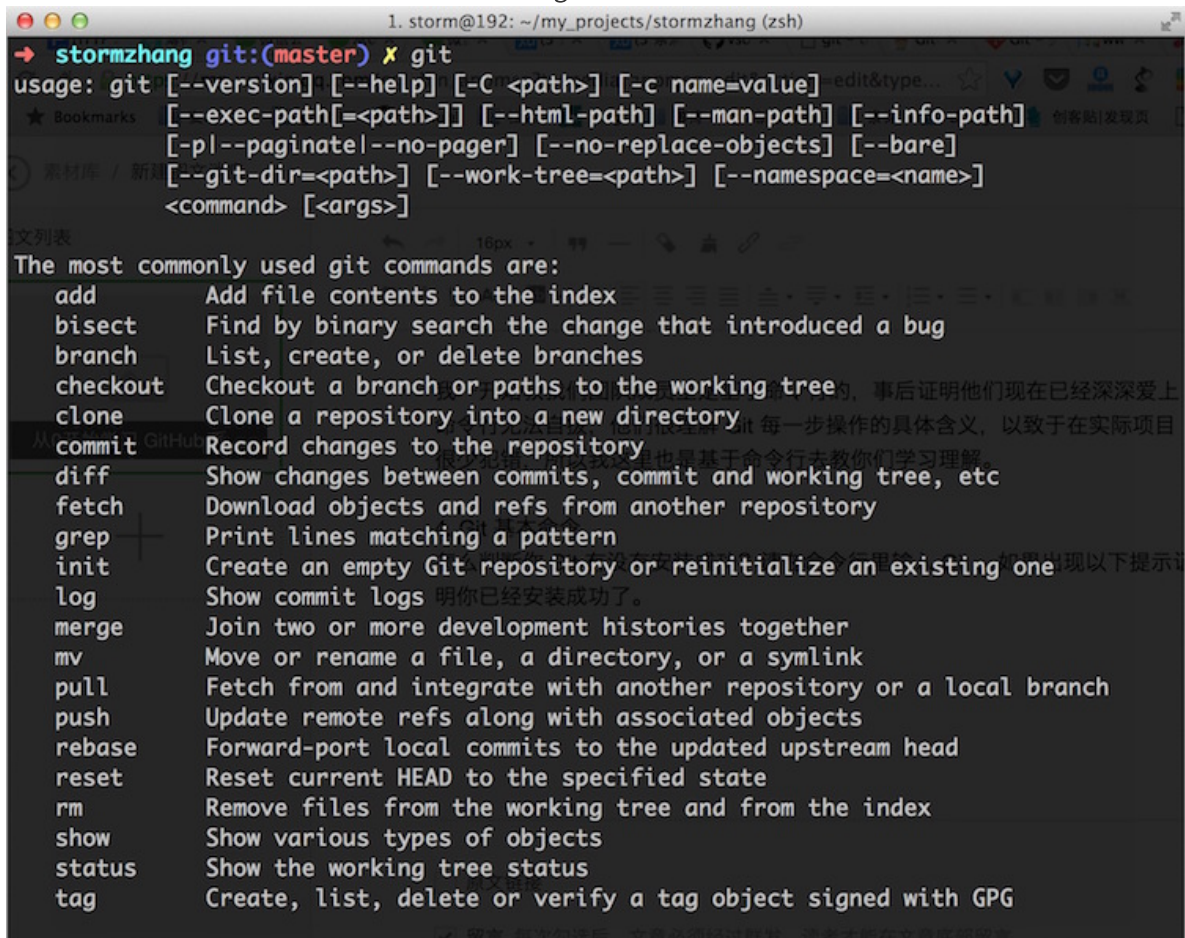 1. storm@192: ~/my_projects/stormzhang (zsh)
→ stormzhang git:(master) ✗ git
usage: git [--version] [--help] [-C <path>] [-c name=value]
           [--exec-path[=<path>]] [--html-path] [--man-path] [--info-path]
           [-p|--paginate|--no-pager] [--no-replace-objects] [--bare]
           [--git-dir=<path>] [--work-tree=<path>] [--namespace=<name>]
           <command> [<args>]
The most commonly used git commands are:
   add        Add file contents to the index
   bisect     Find by binary search the change that introduced a bug
   branch     List, create, or delete branches
   checkout   Checkout a branch or paths to the working tree
   clone      Clone a repository into a new directory
   commit     Record changes to the repository
   diff       Show changes between commits, commit and working tree, etc
   fetch      Download objects and refs from another repository
   grep       Print lines matching a pattern
   init       Create an empty Git repository or reinitialize an existing one
   log        Show commit logs
   merge      Join two or more development histories together
   mv         Move or rename a file, a directory, or a symlink
   pull       Fetch from and integrate with another repository or a local branch
   push       Update remote refs along with associated objects
   rebase     Forward-port local commits to the updated upstream head
   reset      Reset current HEAD to the specified state
   rm         Remove files from the working tree and from the index
   show       Show various types of objects
   status     Show the working tree status
   tag        Create, list, delete or verify a tag object signed with GPG